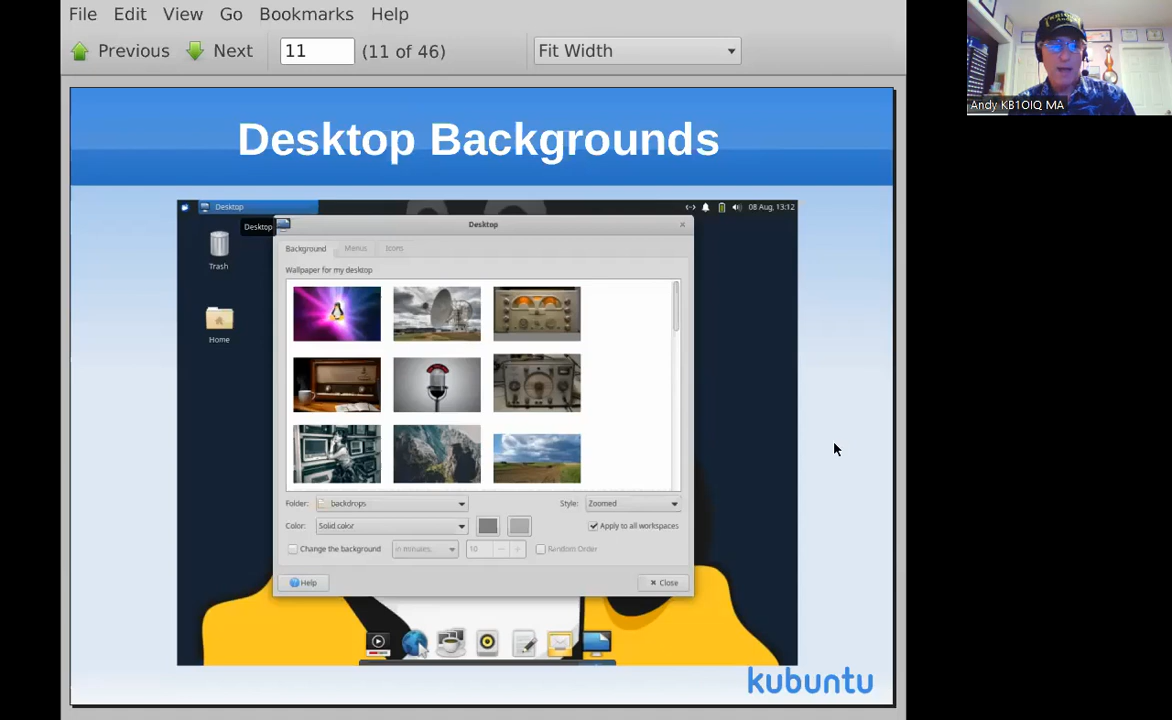 File Edit View Go Bookmarks Help
Previous Next 11 (11 of 46) Fit Width
Andy KB1OIQ MA
Desktop Backgrounds
Desktop 08 Aug, 13:12
Desktop Desktop
Trash
Home
Background Menus Icons
Wallpaper for my desktop
Folder: backdrops Style: Zoomed
Color: Solid color Apply to all workspaces
Change the background in minutes: 10 Random Order
Help Close
kubuntu